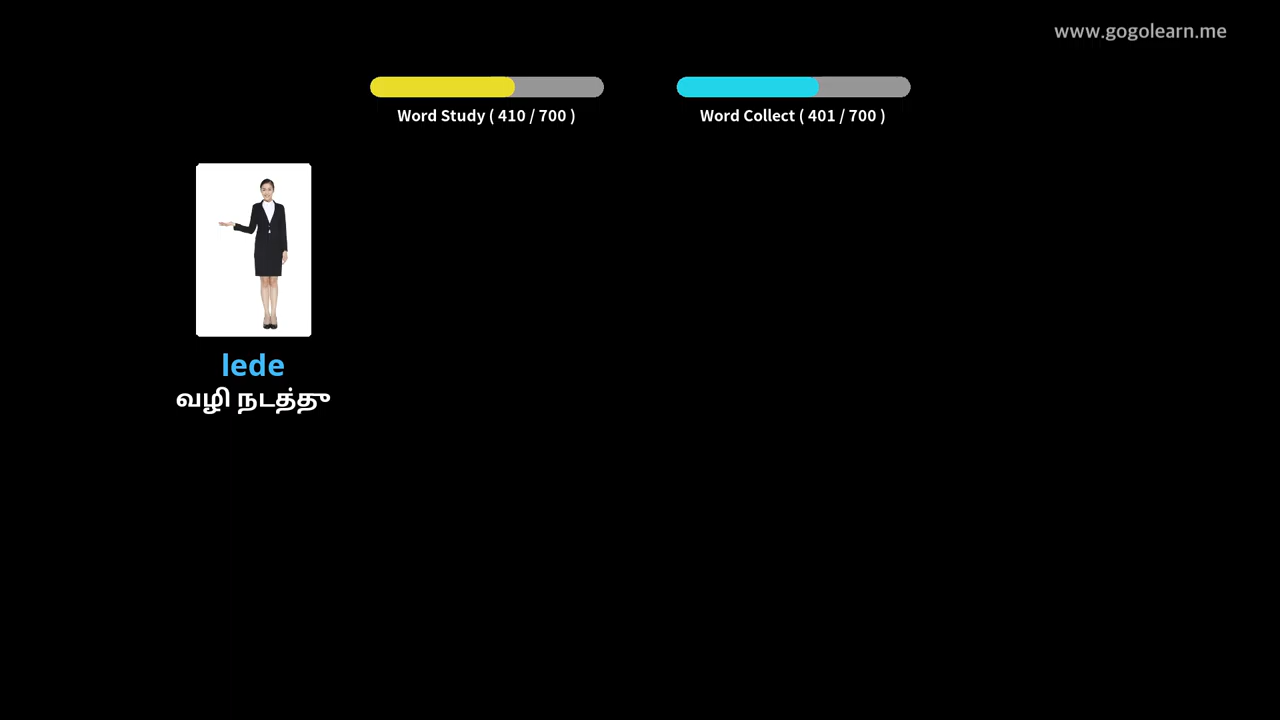 www.gogolearn.me
Word Study ( 410 / 700 )
Word Collect ( 401 / 700 )
lede
வழி நடத்து